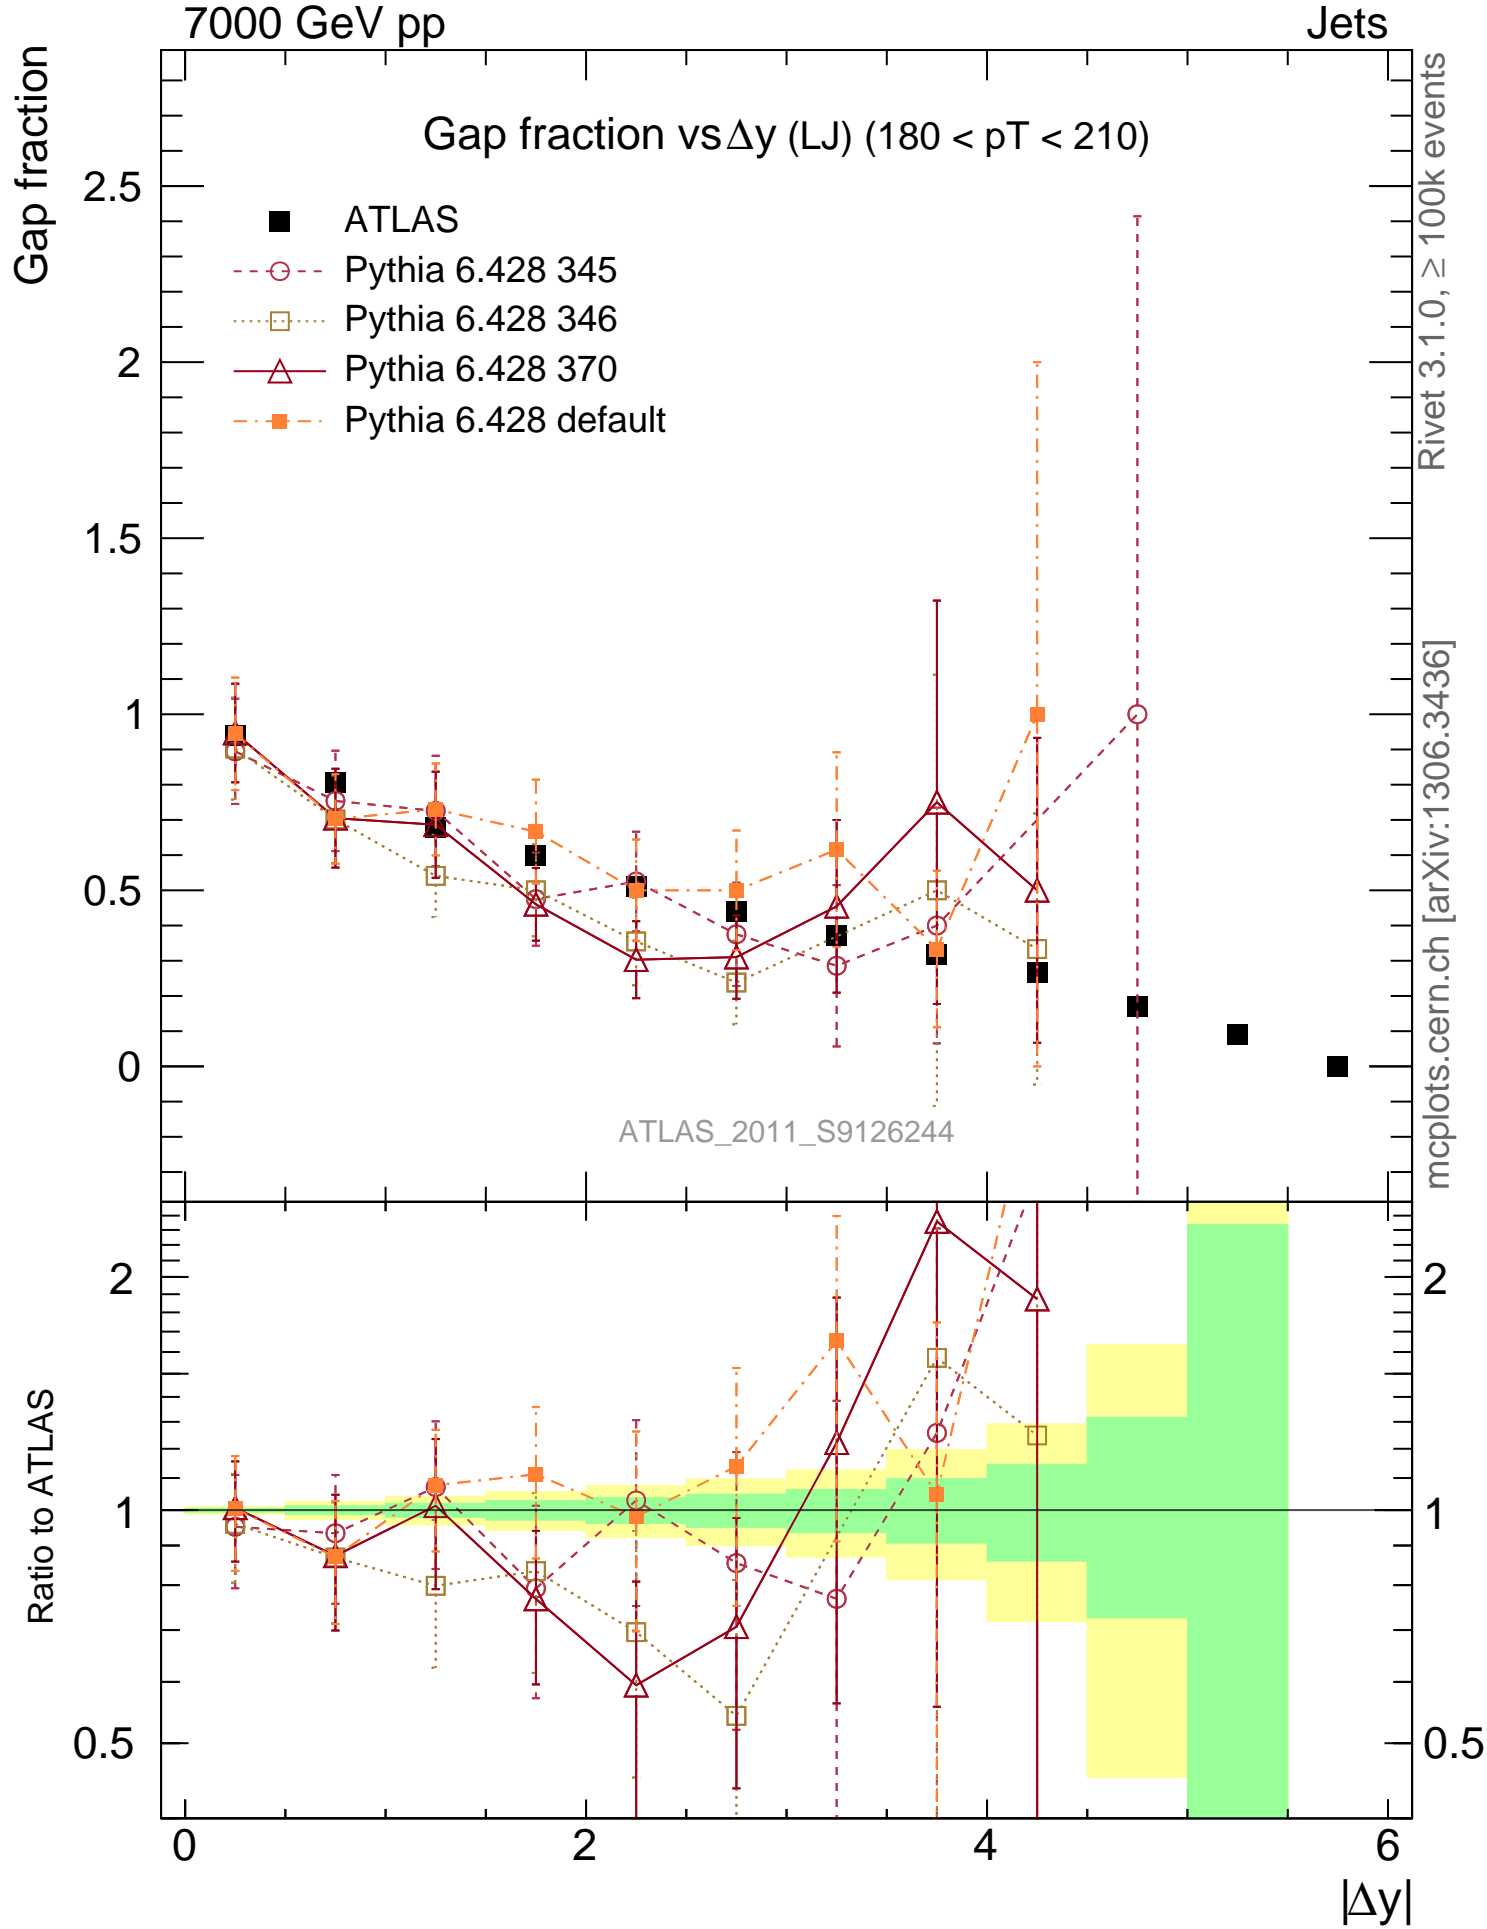 7000 GeV pp
Jets
Gap fraction
Gap fraction vs Δy (LJ) (180 < pT < 210)
ATLAS
Pythia 6.428 345
Pythia 6.428 346
Pythia 6.428 370
Pythia 6.428 default
2.5
2
1.5
1
0.5
0
ATLAS_2011_S9126244
Rivet 3.1.0, ≥ 100k events
mcplots.cern.ch [arXiv:1306.3436]
Ratio to ATLAS
2
1
0.5
2
1
0.5
0
2
4
6
|Δy|